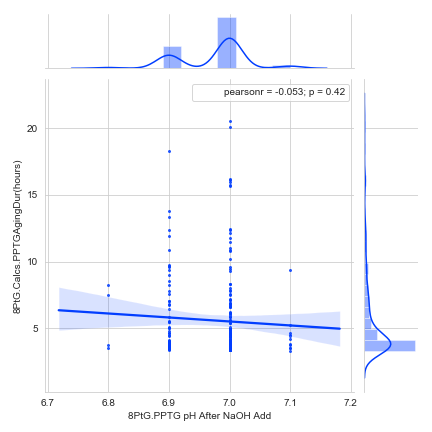 pearsonr = -0.053; p = 0.42
20
15
10
5
8PtG.Calcs.PPTGAgingDur(hours)
6.7 6.8 6.9 7.0 7.1 7.2
8PtG.PPTG pH After NaOH Add